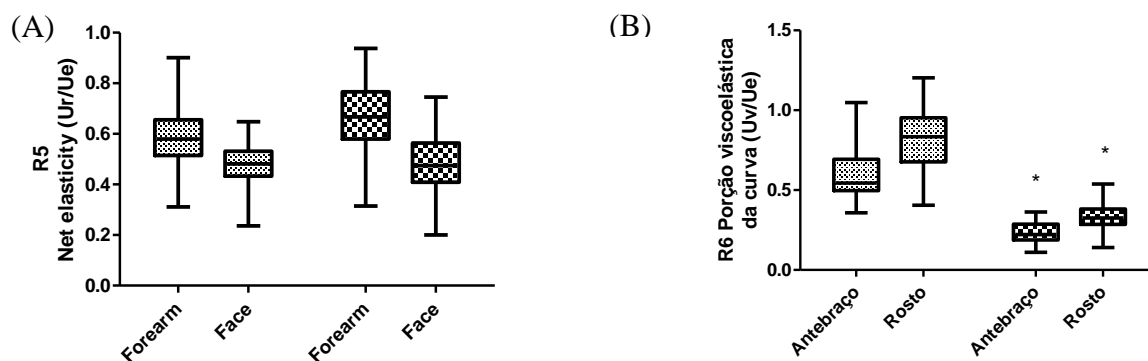 (A)
R5
Net elasticity (Ur/Ue)
1.0
0.8
0.6
0.4
0.2
0.0
Forearm
Face
Forearm
Face
(B)
R6 Porção viscoelástica
da curva (Uv/Ue)
1.5
1.0
0.5
0.0
*
*
Antebraço
Rosto
Antebraço
Rosto